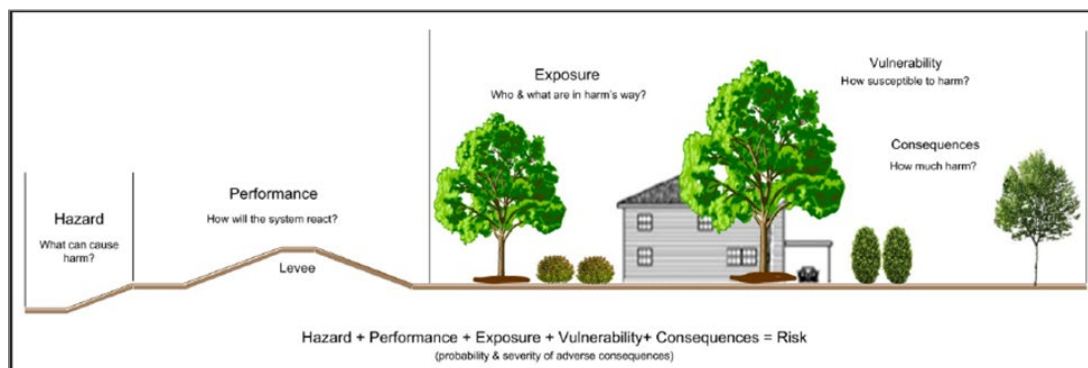 Hazard
What can cause
harm?
Performance
How will the system react?
Levee
Exposure
Who & what are in harm's way?
Vulnerability
How susceptible to harm?
Consequences
How much harm?
Hazard + Performance + Exposure + Vulnerability+ Consequences = Risk
(probability & severity of adverse consequences)